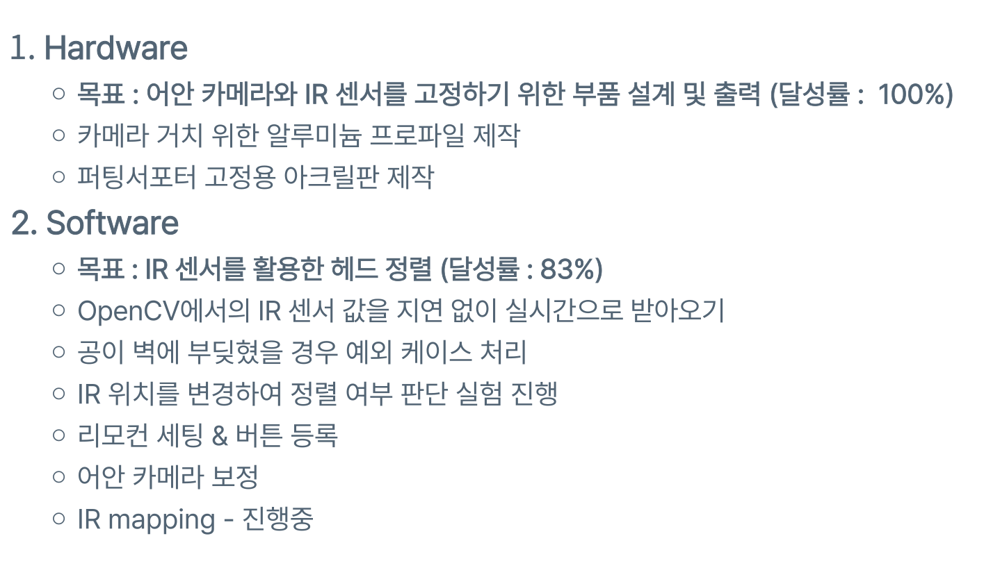 1. Hardware
○ 목표 : 어안 카메라와 IR 센서를 고정하기 위한 부품 설계 및 출력 (달성률 : 100%)
○ 카메라 거치 위한 알루미늄 프로파일 제작
○ 퍼팅서포터 고정용 아크릴판 제작
2. Software
○ 목표 : IR 센서를 활용한 헤드 정렬 (달성률 : 83%)
○ OpenCV에서의 IR 센서 값을 지연 없이 실시간으로 받아오기
○ 공이 벽에 부딪혔을 경우 예외 케이스 처리
○ IR 위치를 변경하여 정렬 여부 판단 실험 진행
○ 리모컨 세팅 & 버튼 등록
○ 어안 카메라 보정
○ IR mapping - 진행중